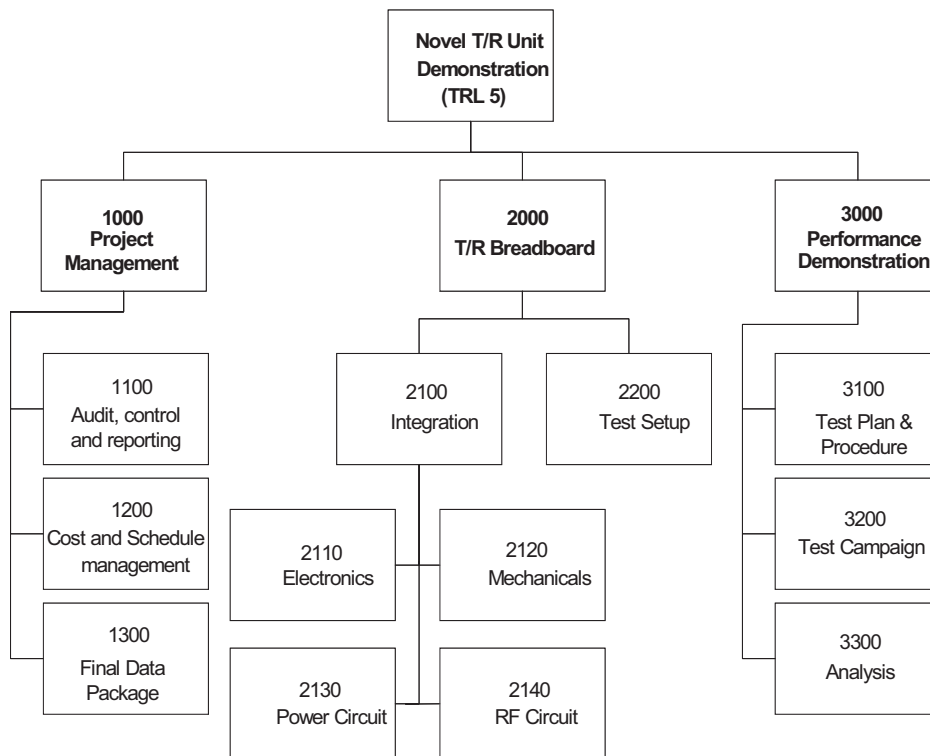 Novel T/R Unit
Demonstration
(TRL 5)
1000
Project
Management
2000
T/R Breadboard
3000
Performance
Demonstration
1100
Audit, control
and reporting
1200
Cost and Schedule
management
1300
Final Data
Package
2100
Integration
2200
Test Setup
2110
Electronics
2120
Mechanicals
2130
Power Circuit
2140
RF Circuit
3100
Test Plan &
Procedure
3200
Test Campaign
3300
Analysis